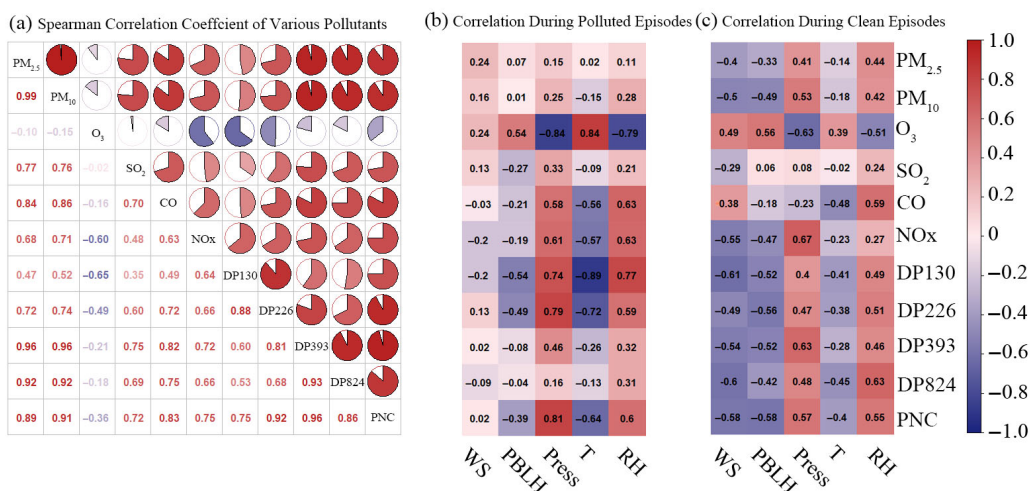 (a) Spearman Correlation Coeffcient of Various Pollutants
PM2.5
0.99 PM10
−0.10 −0.15 O3
0.77 0.76 −0.02 SO2
0.84 0.86 −0.16 0.70 CO
0.68 0.71 −0.60 0.48 0.63 NOx
0.47 0.52 −0.65 0.35 0.49 0.64 DP130
0.72 0.74 −0.49 0.60 0.72 0.66 0.88 DP226
0.96 0.96 −0.21 0.75 0.82 0.72 0.60 0.81 DP393
0.92 0.92 −0.18 0.69 0.75 0.66 0.53 0.68 0.93 DP824
0.89 0.91 −0.36 0.72 0.83 0.75 0.75 0.92 0.96 0.86 PNC
(b) Correlation During Polluted Episodes
0.24 0.07 0.15 0.02 0.11
0.16 0.01 0.25 −0.15 0.28
0.24 0.54 −0.84 0.84 −0.79
0.13 −0.27 0.33 −0.09 0.21
−0.03 −0.21 0.58 −0.56 0.63
−0.2 −0.19 0.61 −0.57 0.63
−0.2 −0.54 0.74 −0.89 0.77
0.13 −0.49 0.79 −0.72 0.59
0.02 −0.08 0.46 −0.26 0.32
−0.09 −0.04 0.16 −0.13 0.31
0.02 −0.39 0.81 −0.64 0.6
WS PBLH Press T RH
(c) Correlation During Clean Episodes
−0.4 −0.33 0.41 −0.14 0.44 PM2.5
−0.5 −0.49 0.53 −0.18 0.42 PM10
0.49 0.56 −0.63 0.39 −0.51 O3
−0.29 0.06 0.08 −0.02 0.24 SO2
0.38 −0.18 −0.23 −0.48 0.59 CO
−0.55 −0.47 0.67 −0.23 0.27 NOx
−0.61 −0.52 0.4 −0.41 0.49 DP130
−0.49 −0.56 0.47 −0.38 0.51 DP226
−0.54 −0.52 0.63 −0.28 0.46 DP393
−0.6 −0.42 0.48 −0.45 0.63 DP824
−0.58 −0.58 0.57 −0.4 0.55 PNC
WS PBLH Press T RH
1.0
0.8
0.6
0.4
0.2
0
−0.2
−0.4
−0.6
−0.8
−1.0